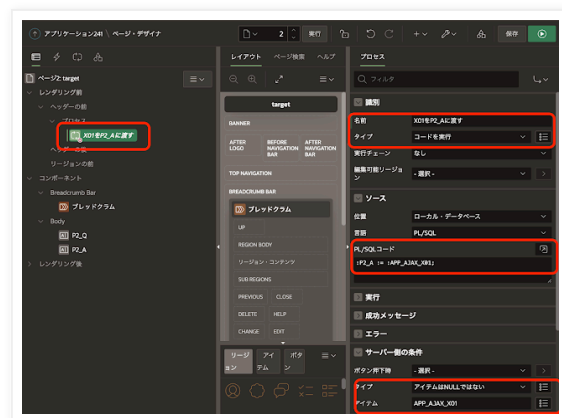 アプリケーション241 \ ページ・デザイナ
2
実行
保存
ページ2: target
レンダリング前
ヘッダーの前
プロセス
X01をP2_Aに渡す
ヘッダーの後
リージョンの前
コンポーネント
Breadcrumb Bar
ブレッドクラム
Body
P2_Q
P2_A
レンダリング後
レイアウト
ページ検索
ヘルプ
target
BANNER
AFTER LOGO
BEFORE NAVIGATION BAR
AFTER NAVIGATION BAR
TOP NAVIGATION
BREADCRUMB BAR
ブレッドクラム
UP
REGION BODY
リージョン・コンテンツ
SUB REGIONS
PREVIOUS
CLOSE
DELETE
HELP
CHANGE
EDIT
リージョン
アイテム
ボタン
プロセス
フィルタ
識別
名前
X01をP2_Aに渡す
タイプ
コードを実行
実行チェーン
なし
編集可能リージョン
- 選択 -
ソース
位置
ローカル・データベース
言語
PL/SQL
PL/SQLコード
:P2_A := :APP_AJAX_X01;
実行
成功メッセージ
エラー
サーバー側の条件
ボタン押下時
- 選択 -
タイプ
アイテムはNULLではない
アイテム
APP_AJAX_X01